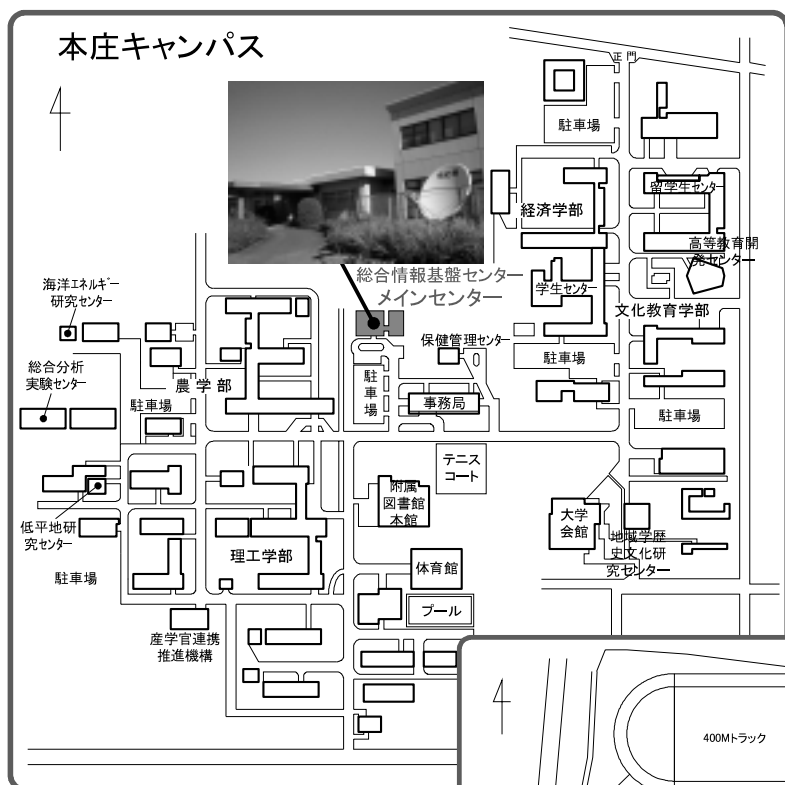 本庄キャンパス
正門
駐車場
留学生センター
経済学部
高等教育開
発センター
総合情報基盤センター
メインセンター
学生センター
文化教育学部
海洋エネルギー
研究センター
保健管理センター
駐車場
総合分析
実験センター
農学部
駐車場
駐
車
場
事務局
駐車場
テニス
コート
附属
図書館
本館
大学
会館
低平地研
究センター
理工学部
地域学歴
史文化研
究センター
駐車場
体育館
プール
産学官連携
推進機構
400Mトラック